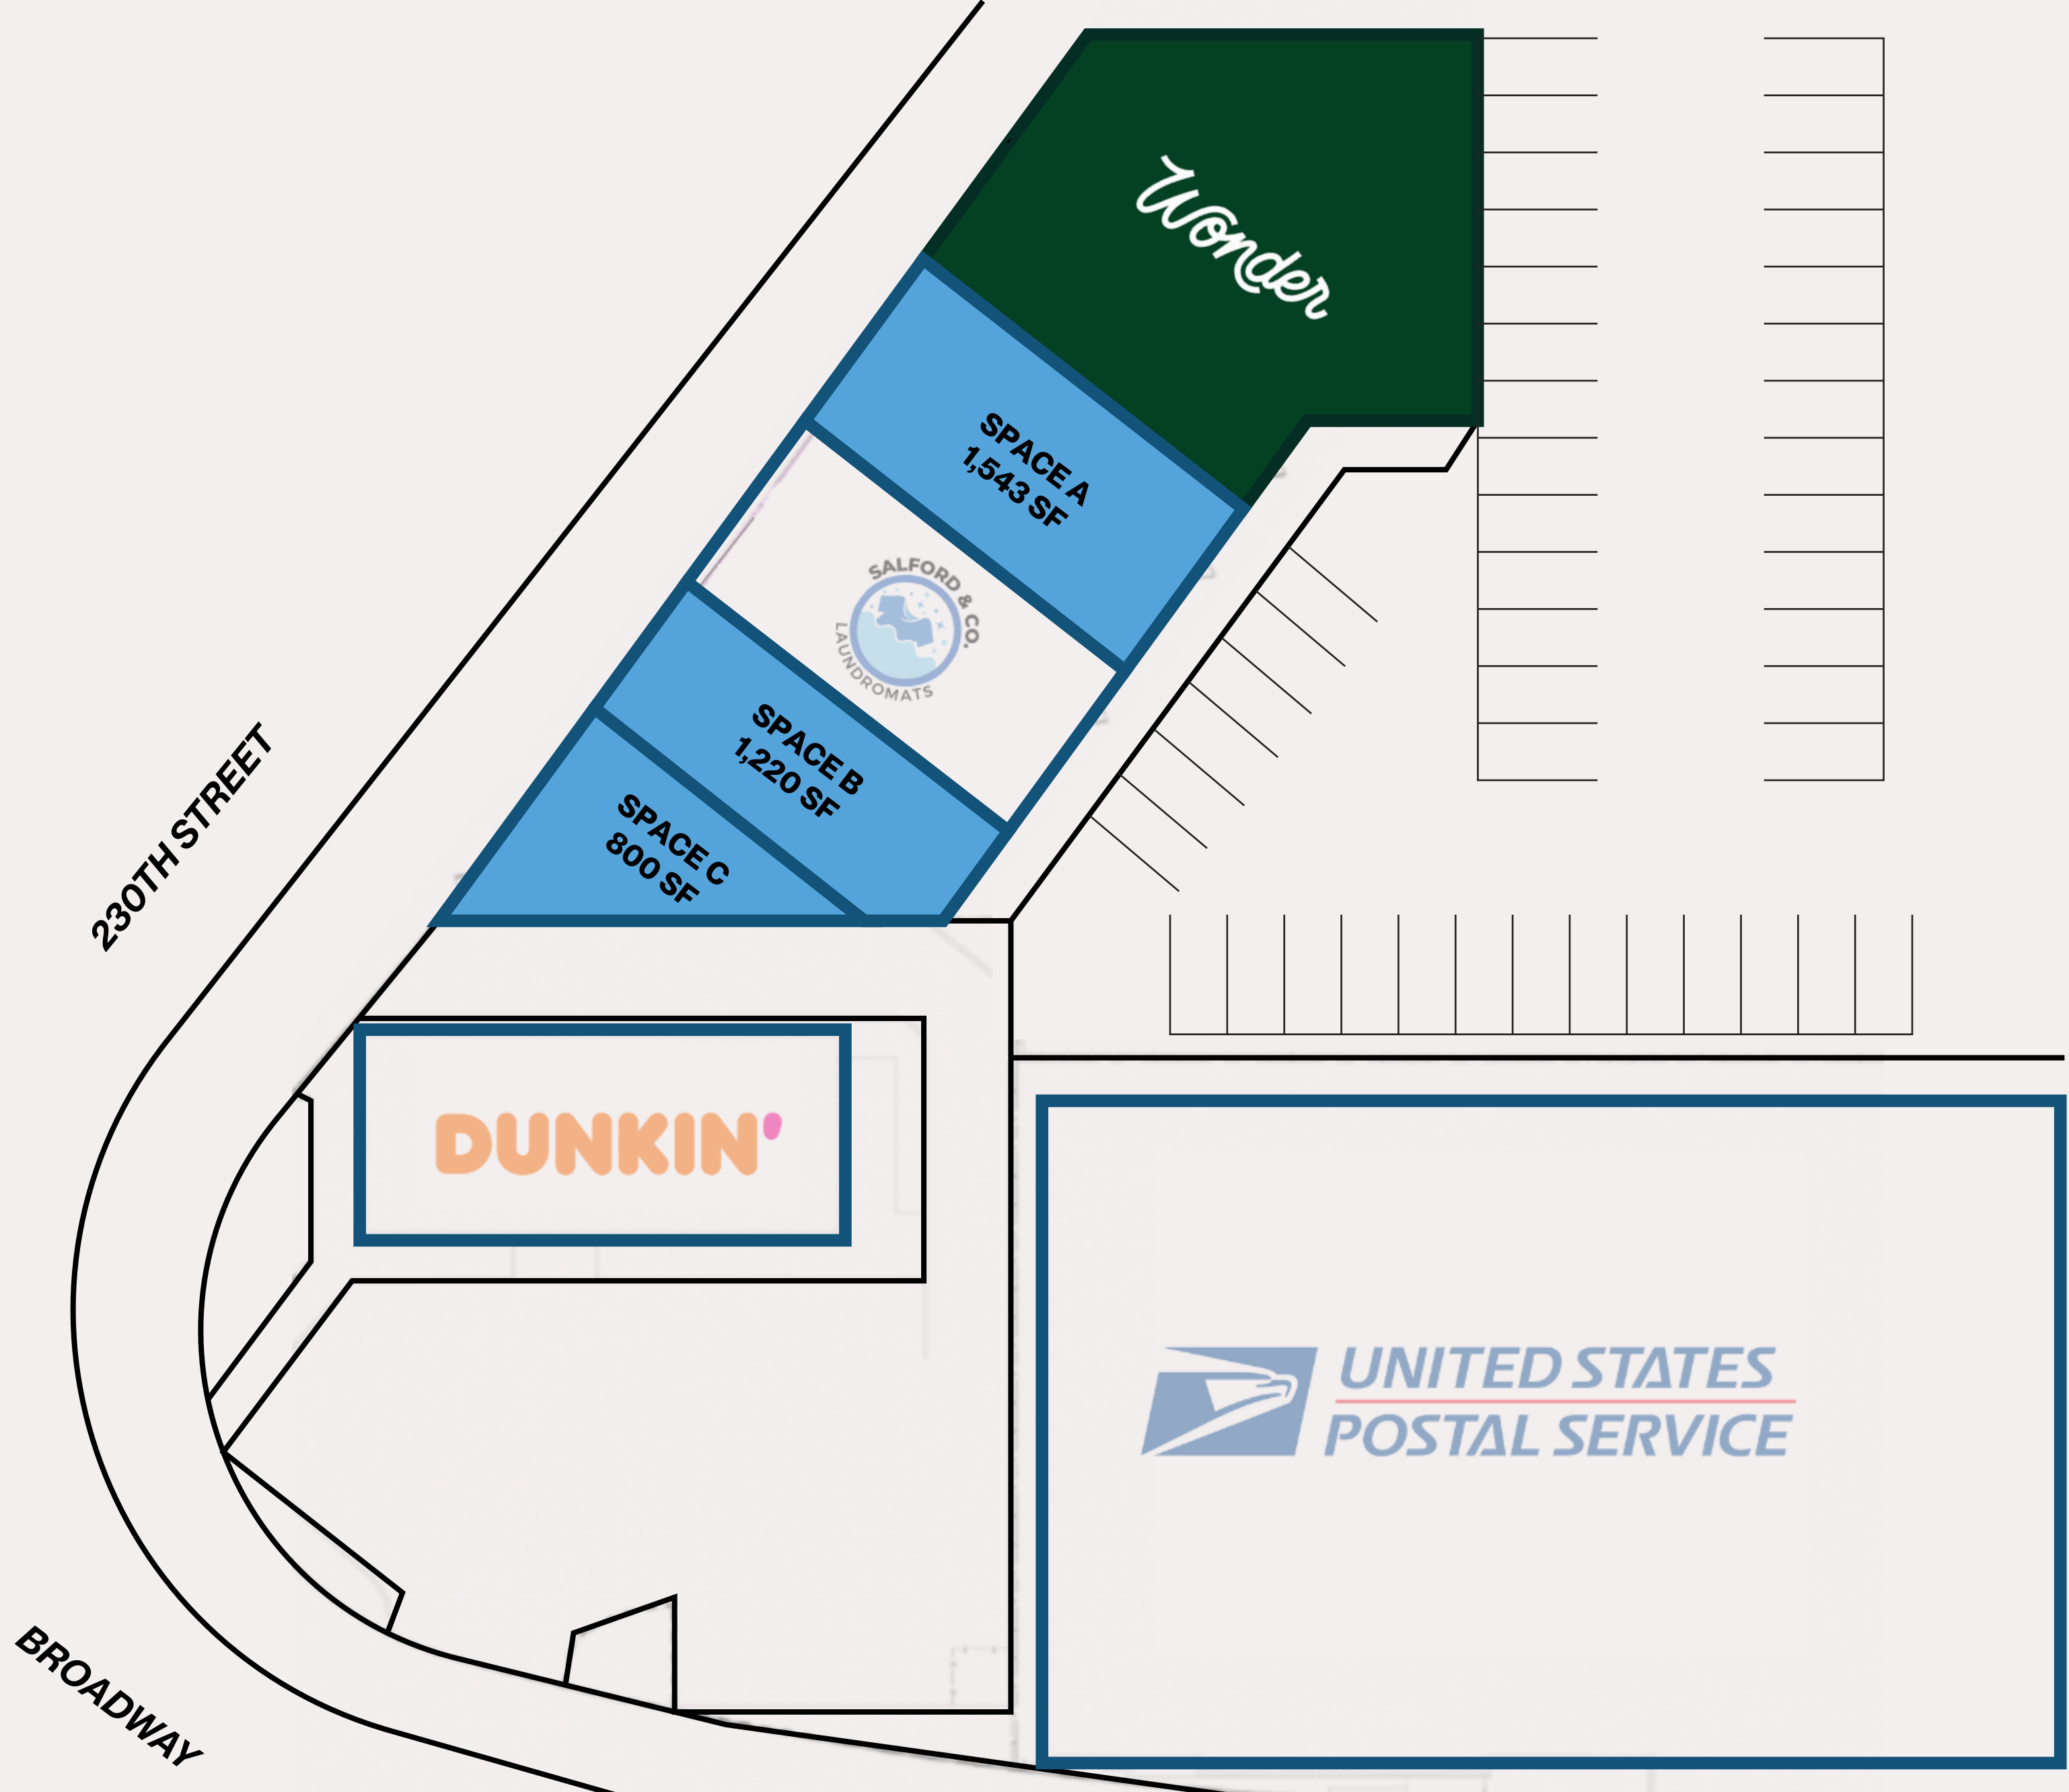 Wonder
SPACE A
1,543 SF
SALFORD & CO.
LAUNDROMATS
SPACE B
1,220 SF
SPACE C
800 SF
230TH STREET
DUNKIN'
UNITED STATES
POSTAL SERVICE
BROADWAY